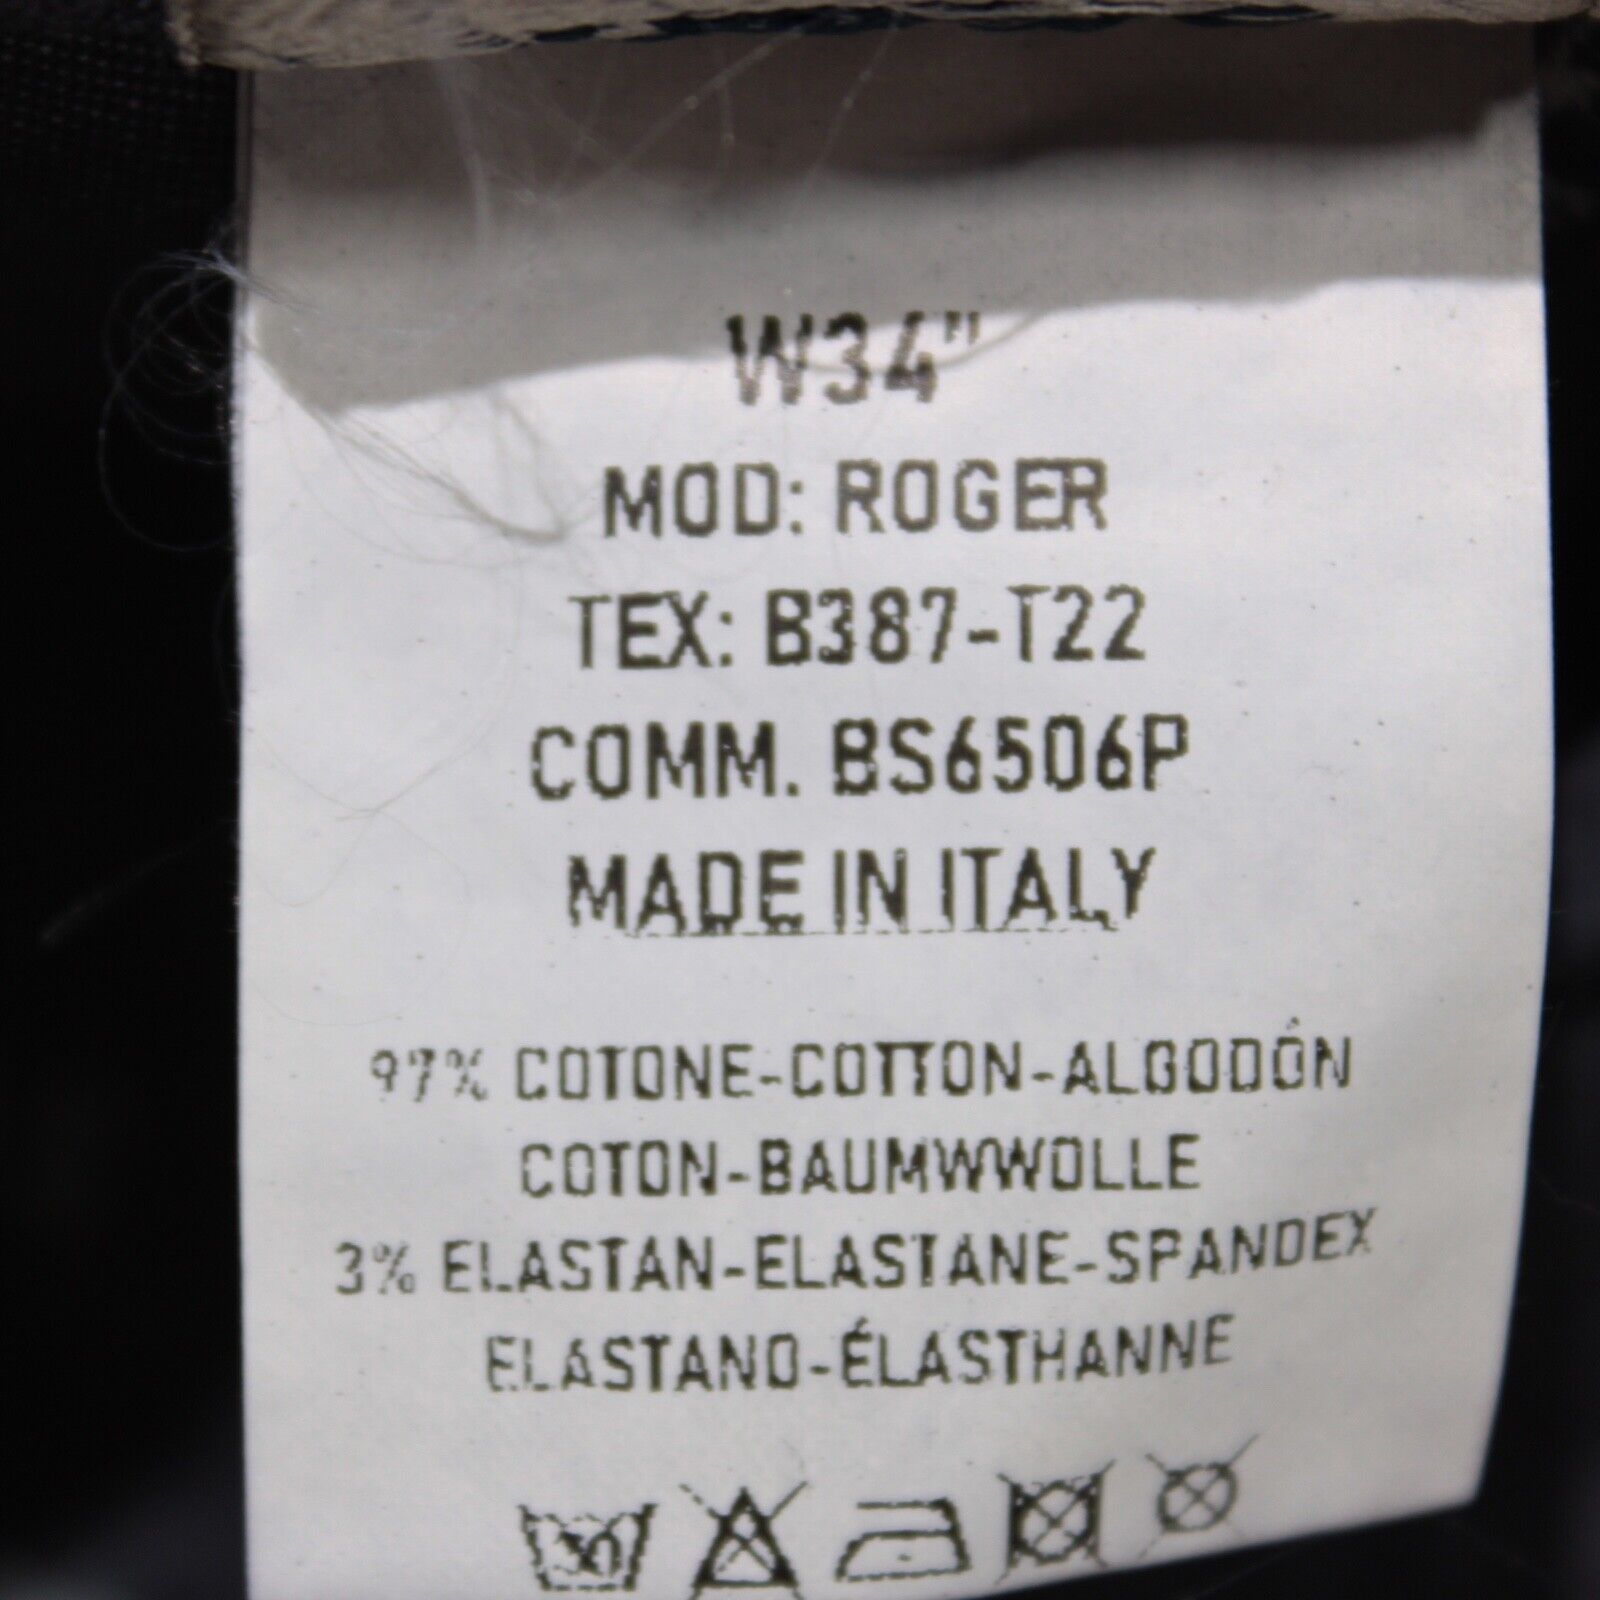 W34"
MOD: ROGER
TEX: B387-T22
COMM. BS6506P
MADE IN ITALY
97% COTONE-COTTON-ALGODÓN
COTON-BAUMWWOLLE
3% ELASTAN-ELASTANE-SPANDEX
ELASTANO-ÉLASTHANNE
30